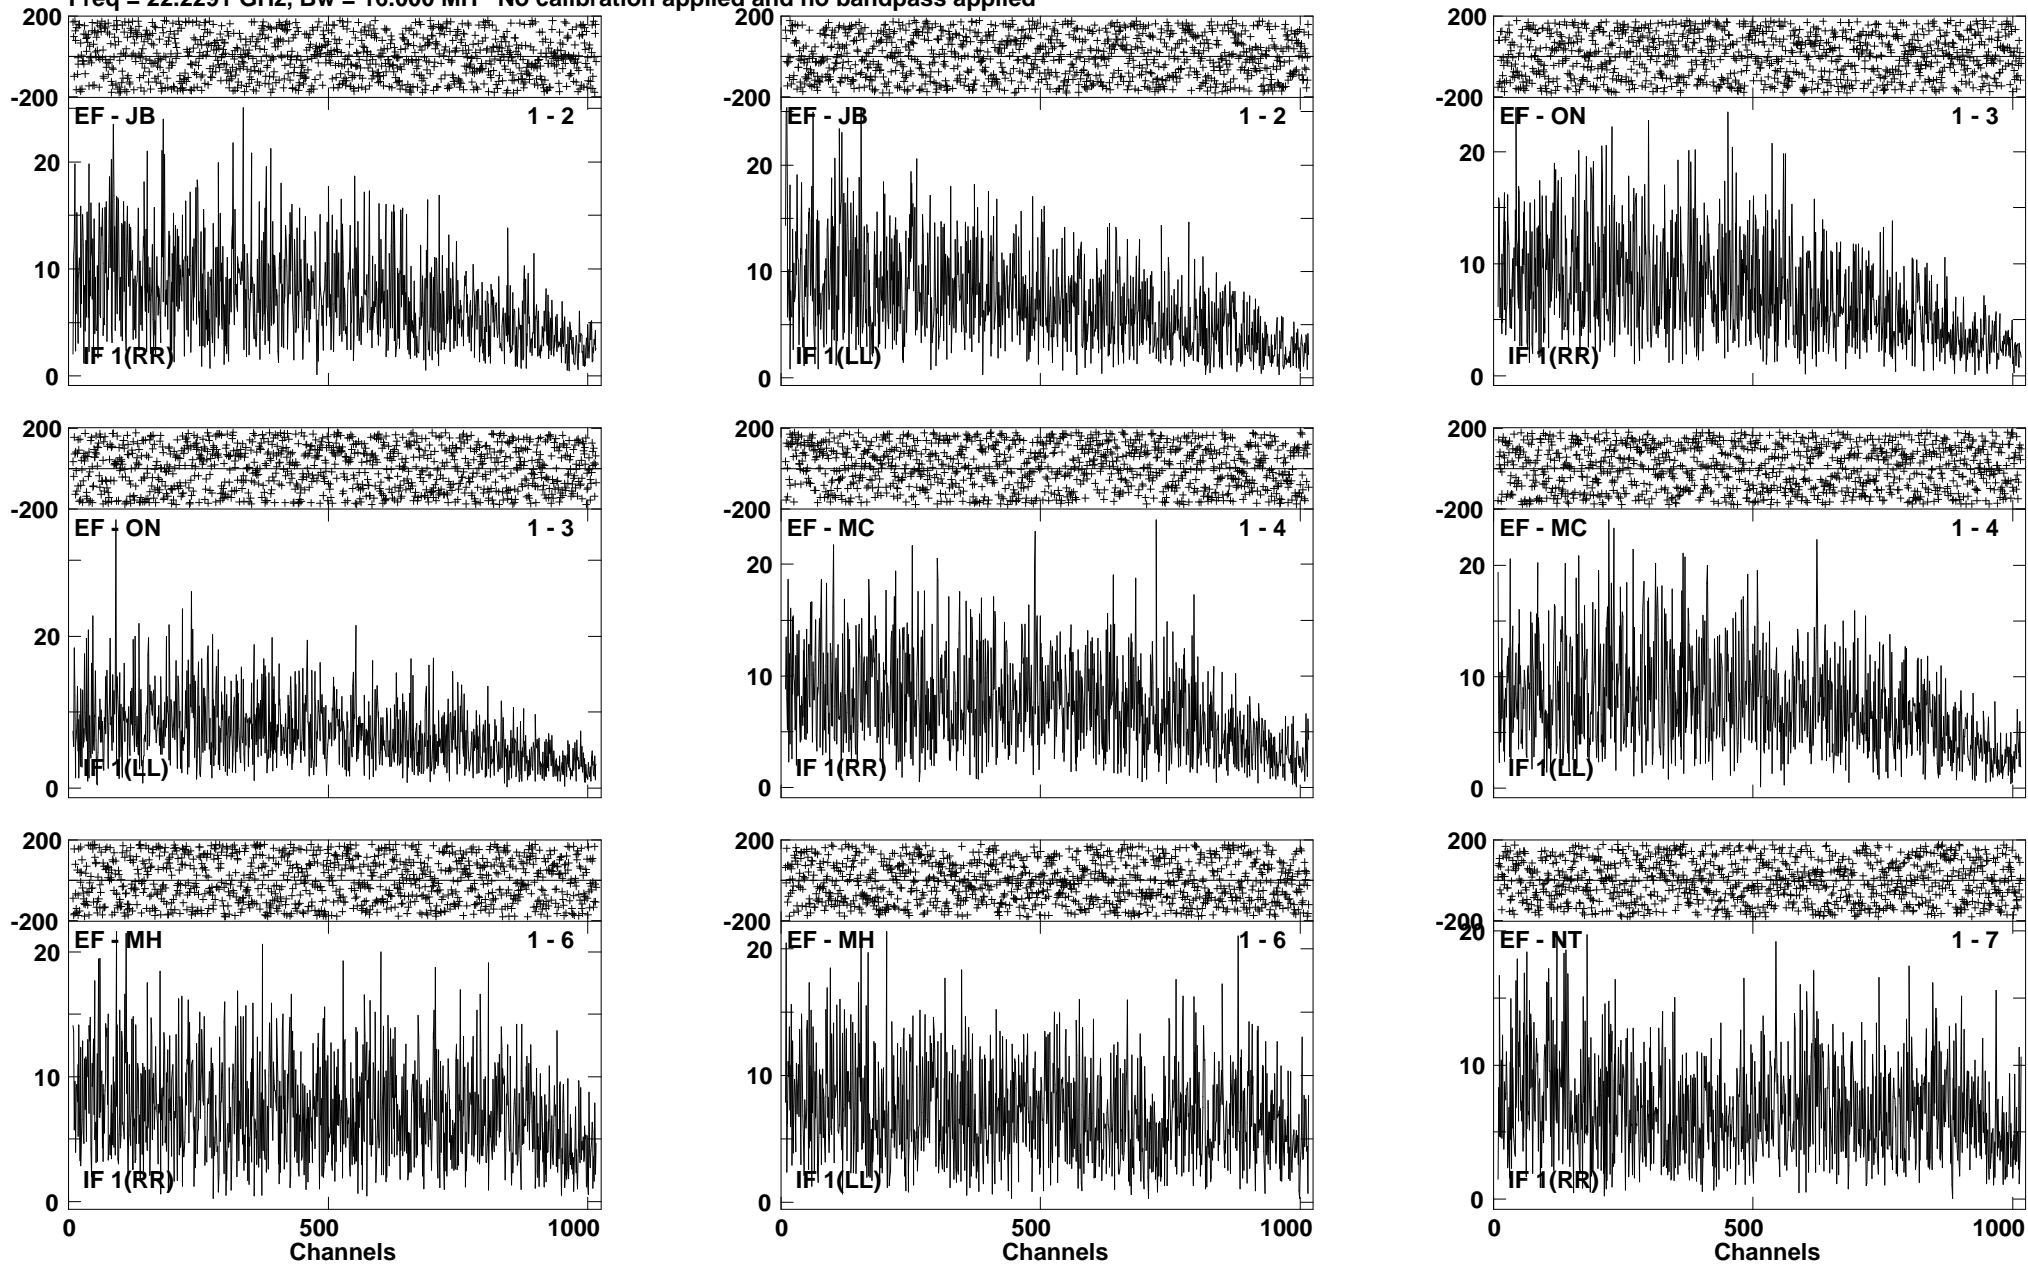 Freq = 22.2291 GHz, Bw = 16.000 MH No calibration applied and no bandpass applied
200
-200
EF - JB 1 - 2
20
10
0
IF 1(RR)
200
-200
EF - JB 1 - 2
20
10
0
IF 1(LL)
200
-200
EF - ON 1 - 3
20
10
0
IF 1(RR)
200
-200
EF - ON 1 - 3
20
0
IF 1(LL)
200
-200
EF - MC 1 - 4
20
10
0
IF 1(RR)
200
-200
EF - MC 1 - 4
20
10
0
IF 1(LL)
200
-200
EF - MH 1 - 6
20
10
0
IF 1(RR)
0 500 1000
Channels
200
-200
EF - MH 1 - 6
20
10
0
IF 1(LL)
0 500 1000
Channels
200
-200
EF - NT 1 - 7
20
10
0
IF 1(RR)
0 500 1000
Channels